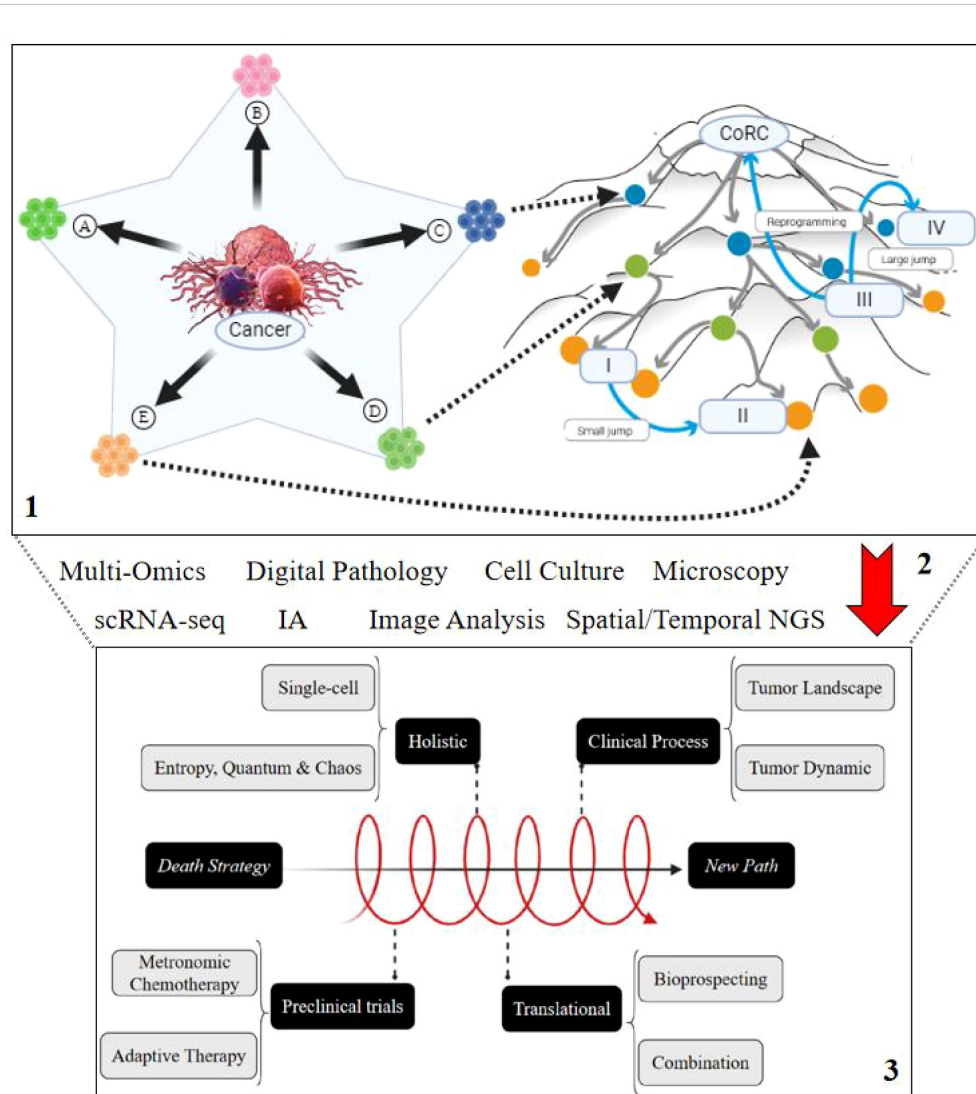 B
A
C
Cancer
E
D
CoRC
Reprogramming
IV
Large jump
III
I
II
Small jump
1
Multi-Omics Digital Pathology Cell Culture Microscopy
2
scRNA-seq IA Image Analysis Spatial/Temporal NGS
Single-cell
Tumor Landscape
Holistic
Clinical Process
Entropy, Quantum & Chaos
Tumor Dynamic
Death Strategy
New Path
Metronomic
Chemotherapy
Bioprospecting
Preclinical trials
Translational
Adaptive Therapy
Combination
3